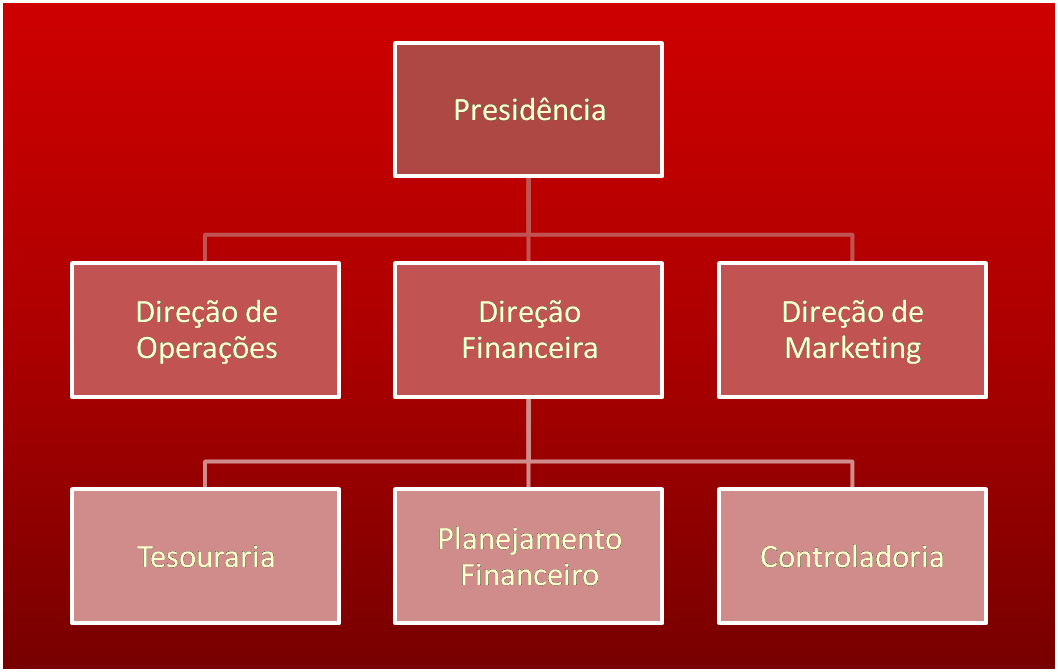 Presidência
Direção de
Operações
Direção
Financeira
Direção de
Marketing
Tesouraria
Planejamento
Financeiro
Controladoria